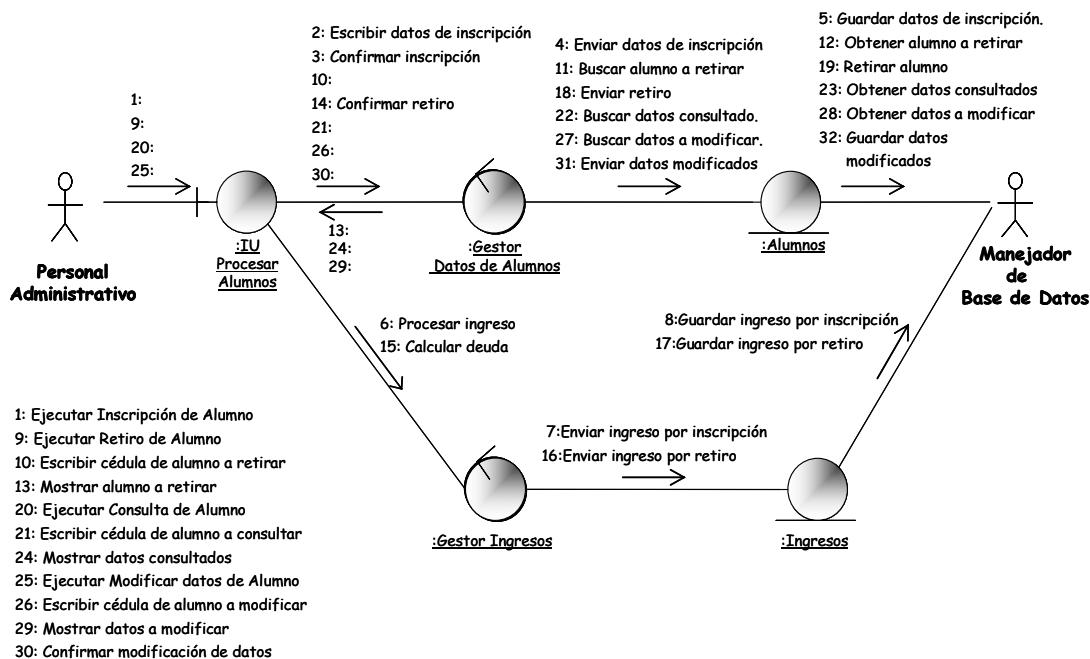 1:
9:
20:
25:
2: Escribir datos de inscripción
3: Confirmar inscripción
10:
14: Confirmar retiro
21:
26:
30:
4: Enviar datos de inscripción
11: Buscar alumno a retirar
18: Enviar retiro
22: Buscar datos consultado.
27: Buscar datos a modificar.
31: Enviar datos modificados
5: Guardar datos de inscripción.
12: Obtener alumno a retirar
19: Retirar alumno
23: Obtener datos consultados
28: Obtener datos a modificar
32: Guardar datos
modificados
13:
24:
29:
Personal
Administrativo
:IU
Procesar
Alumnos
:Gestor
Datos de Alumnos
:Alumnos
Manejador
de
Base de Datos
6: Procesar ingreso
15: Calcular deuda
8:Guardar ingreso por inscripción
17:Guardar ingreso por retiro
7:Enviar ingreso por inscripción
16:Enviar ingreso por retiro
:Gestor Ingresos
:Ingresos
1: Ejecutar Inscripción de Alumno
9: Ejecutar Retiro de Alumno
10: Escribir cédula de alumno a retirar
13: Mostrar alumno a retirar
20: Ejecutar Consulta de Alumno
21: Escribir cédula de alumno a consultar
24: Mostrar datos consultados
25: Ejecutar Modificar datos de Alumno
26: Escribir cédula de alumno a modificar
29: Mostrar datos a modificar
30: Confirmar modificación de datos